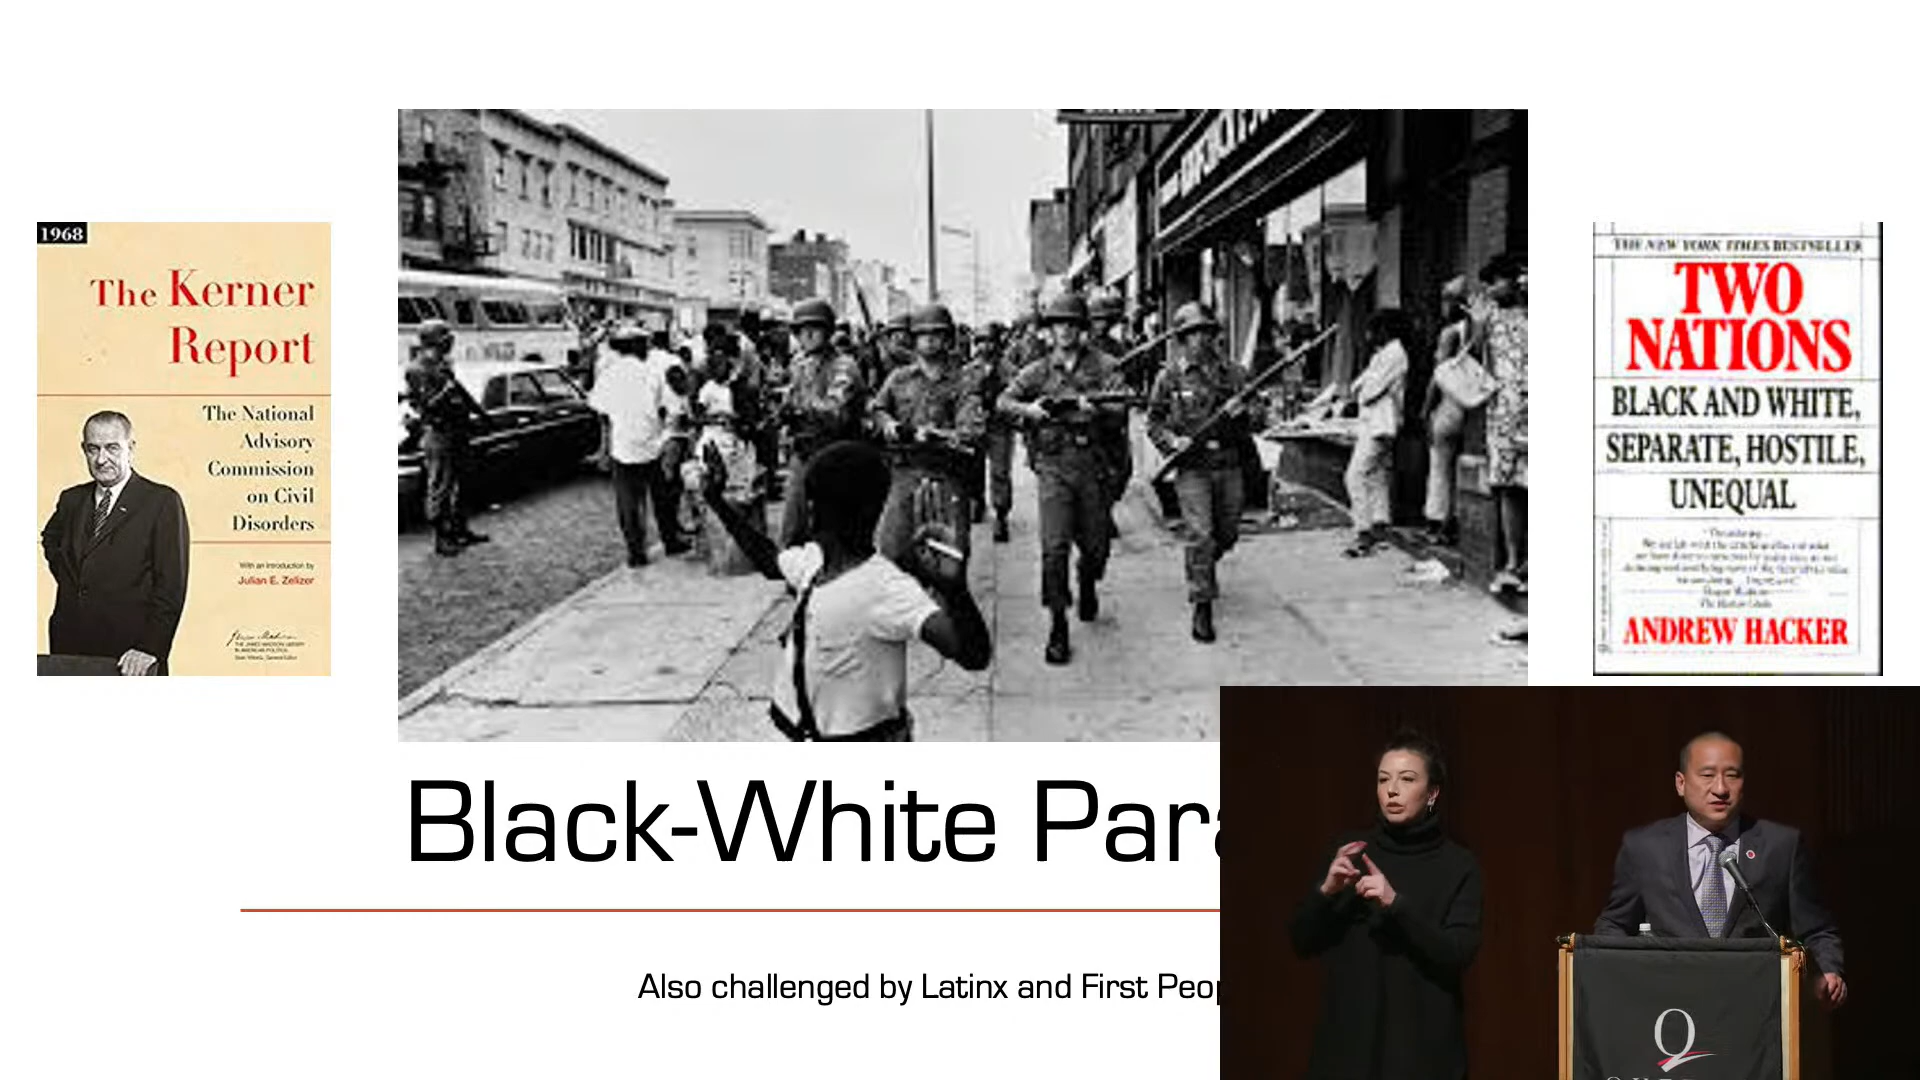 1968
The Kerner
Report
The National
Advisory
Commission
on Civil
Disorders
With an introduction by
Julian E. Zelizer
THE NEW YORK TIMES BESTSELLER
TWO
NATIONS
BLACK AND WHITE,
SEPARATE, HOSTILE,
UNEQUAL
ANDREW HACKER
Black-White Para
Also challenged by Latinx and First Peop
Q